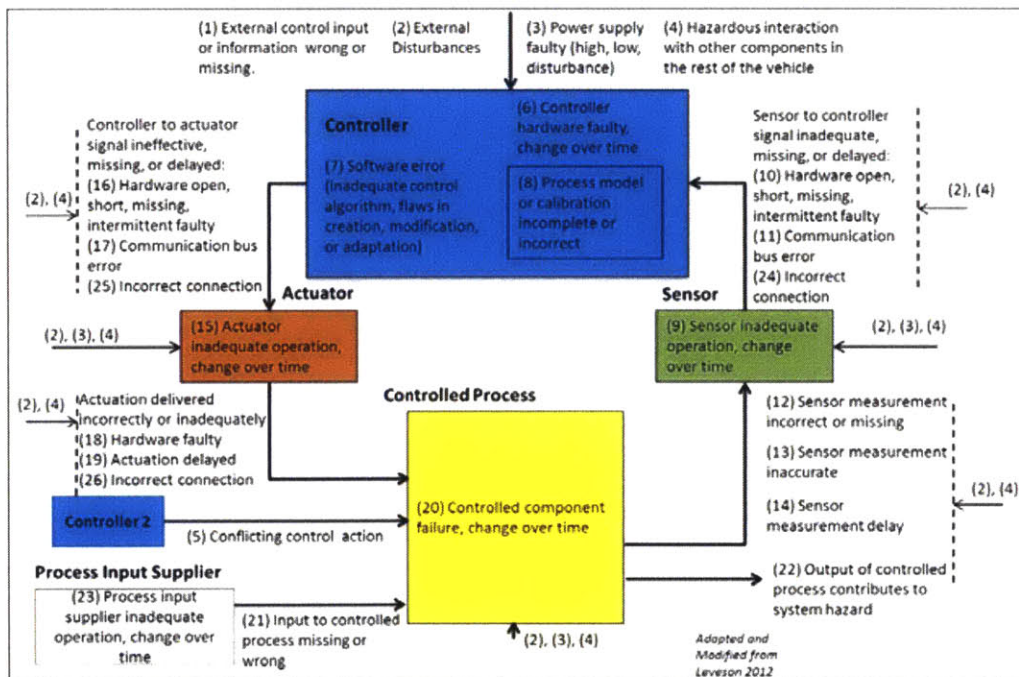 (1) External control input
or information wrong or
missing.
(2) External
Disturbances
(3) Power supply
faulty (high, low,
disturbance)
(4) Hazardous interaction
with other components in
the rest of the vehicle
Controller to actuator
signal ineffective,
missing, or delayed:
(16) Hardware open,
short, missing,
intermittent faulty
(17) Communication bus
error
(25) Incorrect connection
(2), (4)
Controller
(6) Controller
hardware faulty,
change over time
(7) Software error
(inadequate control
algorithm, flaws in
creation, modification,
or adaptation)
(8) Process model
or calibration
incomplete or
incorrect
Sensor to controller
signal inadequate,
missing, or delayed:
(10) Hardware open,
short, missing,
intermittent faulty
(11) Communication
bus error
(24) Incorrect
connection
(2), (4)
Actuator
(15) Actuator
inadequate operation,
change over time
(2), (3), (4)
Sensor
(9) Sensor inadequate
operation, change
over time
(2), (3), (4)
Controlled Process
(2), (4)
Actuation delivered
incorrectly or inadequately
(18) Hardware faulty
(19) Actuation delayed
(26) Incorrect connection
(12) Sensor measurement
incorrect or missing
(13) Sensor measurement
inaccurate
(14) Sensor
measurement delay
(2), (4)
Controller 2
(5) Conflicting control action
(20) Controlled component
failure, change over time
Process Input Supplier
(23) Process input
supplier inadequate
operation, change over
time
(21) Input to controlled
process missing or
wrong
(22) Output of controlled
process contributes to
system hazard
(2), (3), (4)
Adapted and
Modified from
Leveson 2012